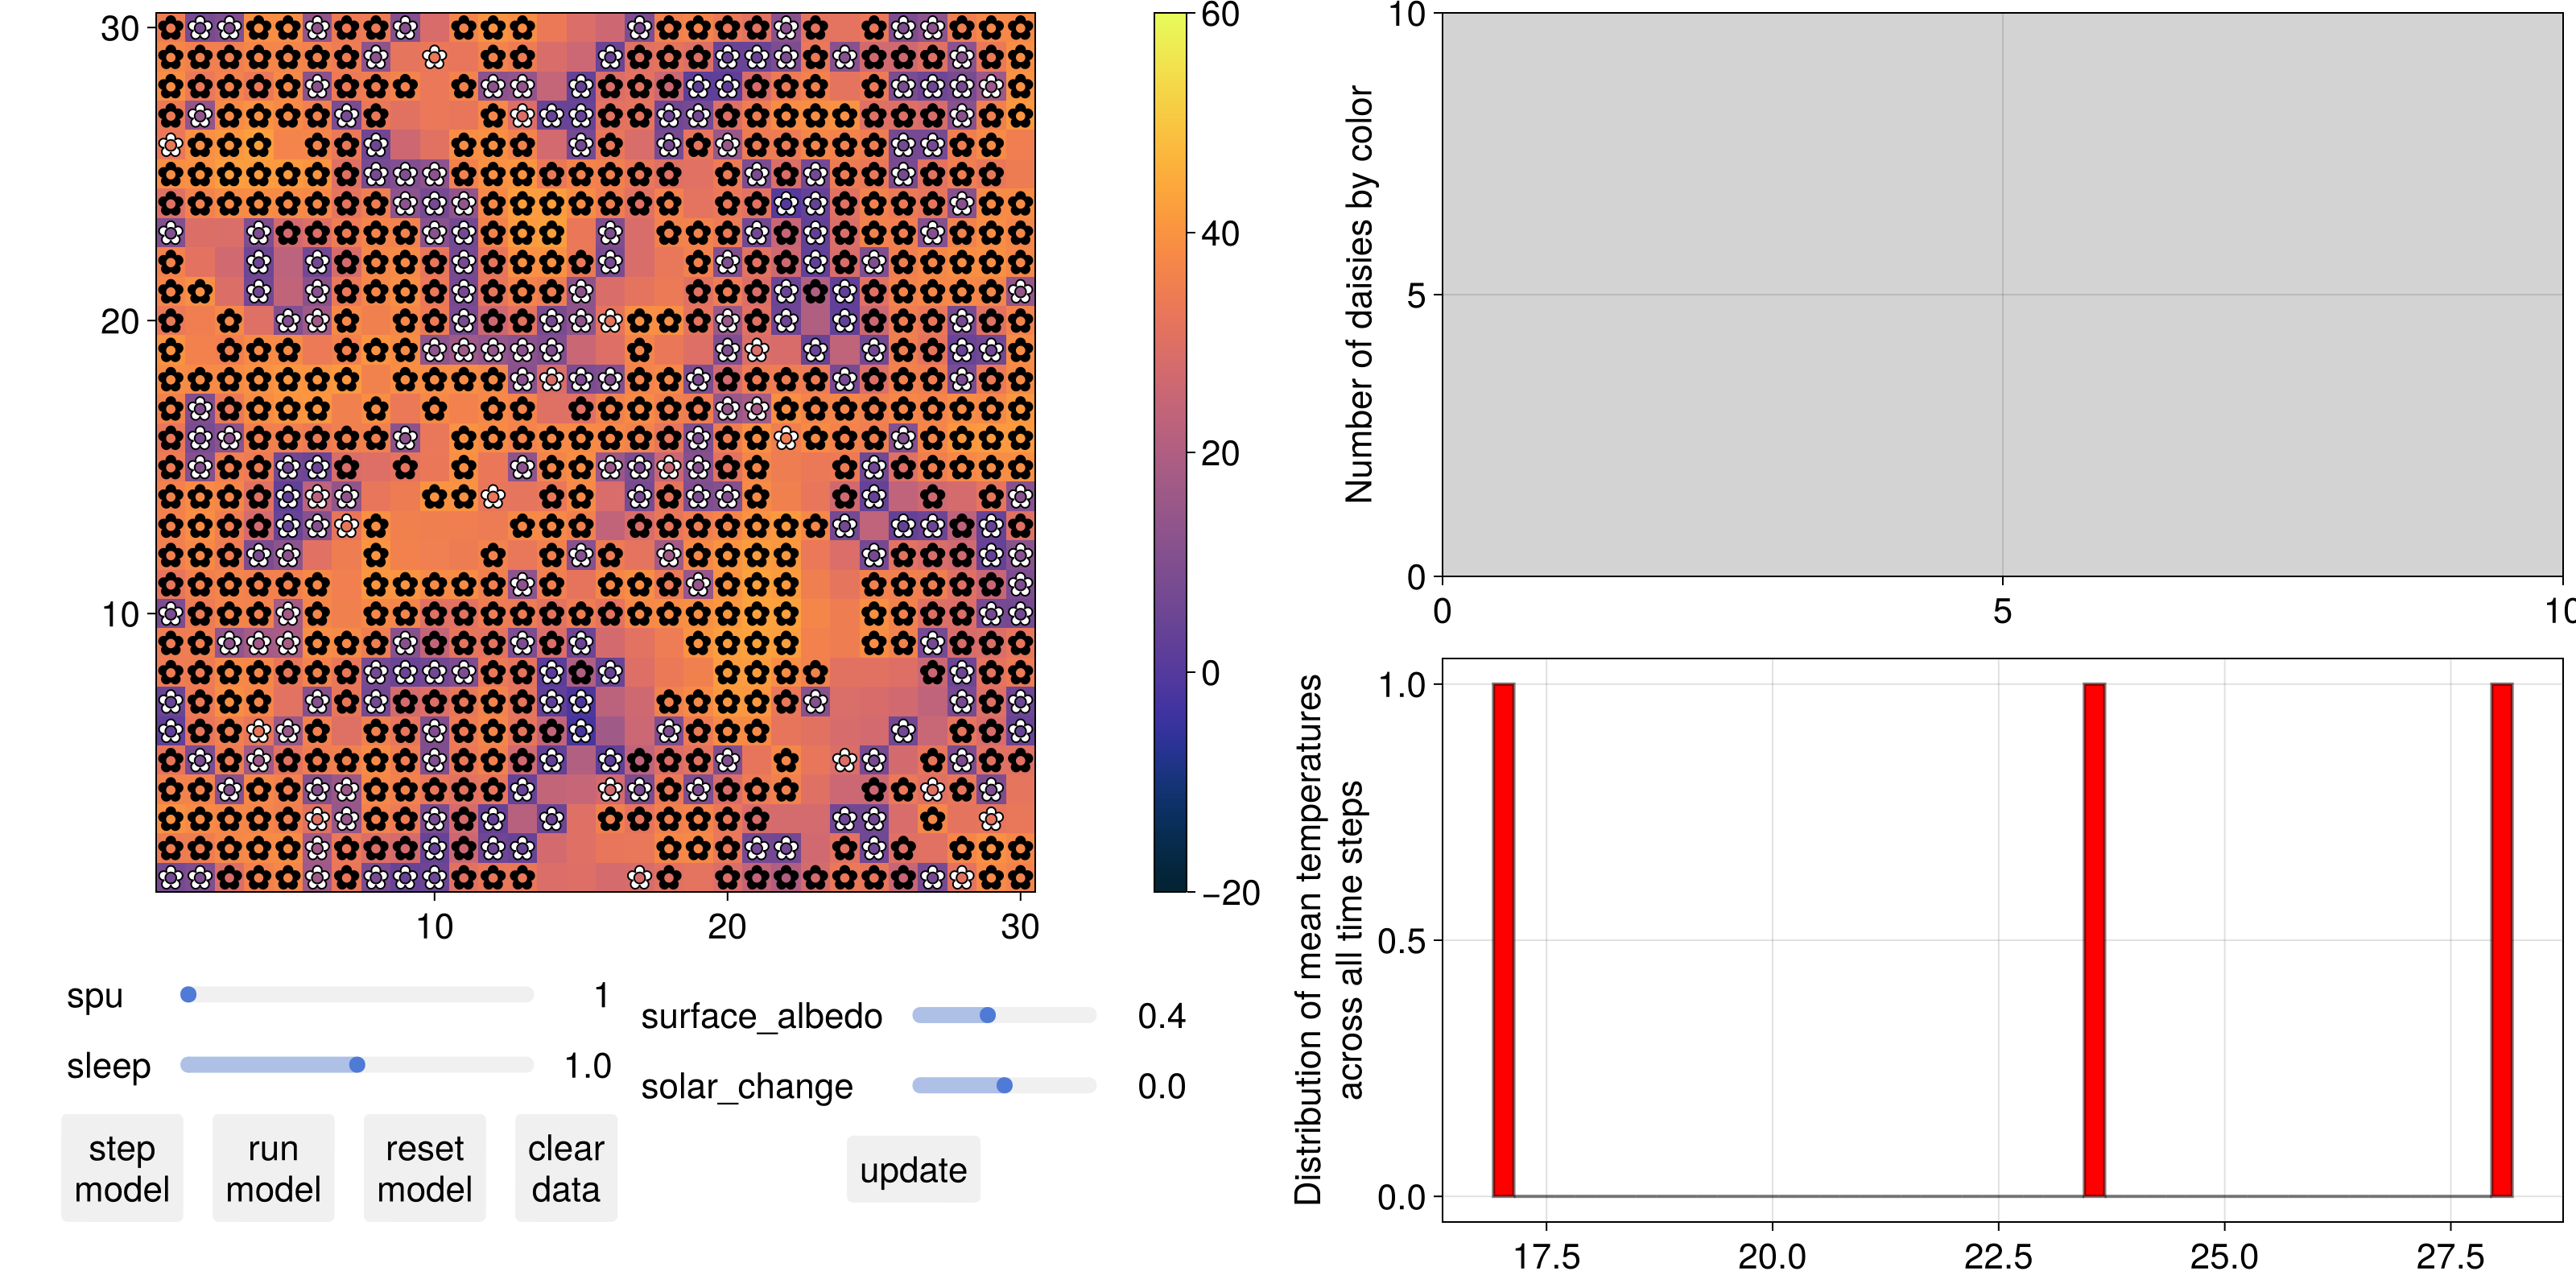 30
20
10
10
20
30
60
40
20
0
−20
spu
1
sleep
1.0
surface_albedo
0.4
solar_change
0.0
step
model
run
model
reset
model
clear
data
update
Number of daisies by color
10
5
0
0
5
10
Distribution of mean temperatures
across all time steps
1.0
0.5
0.0
17.5
20.0
22.5
25.0
27.5